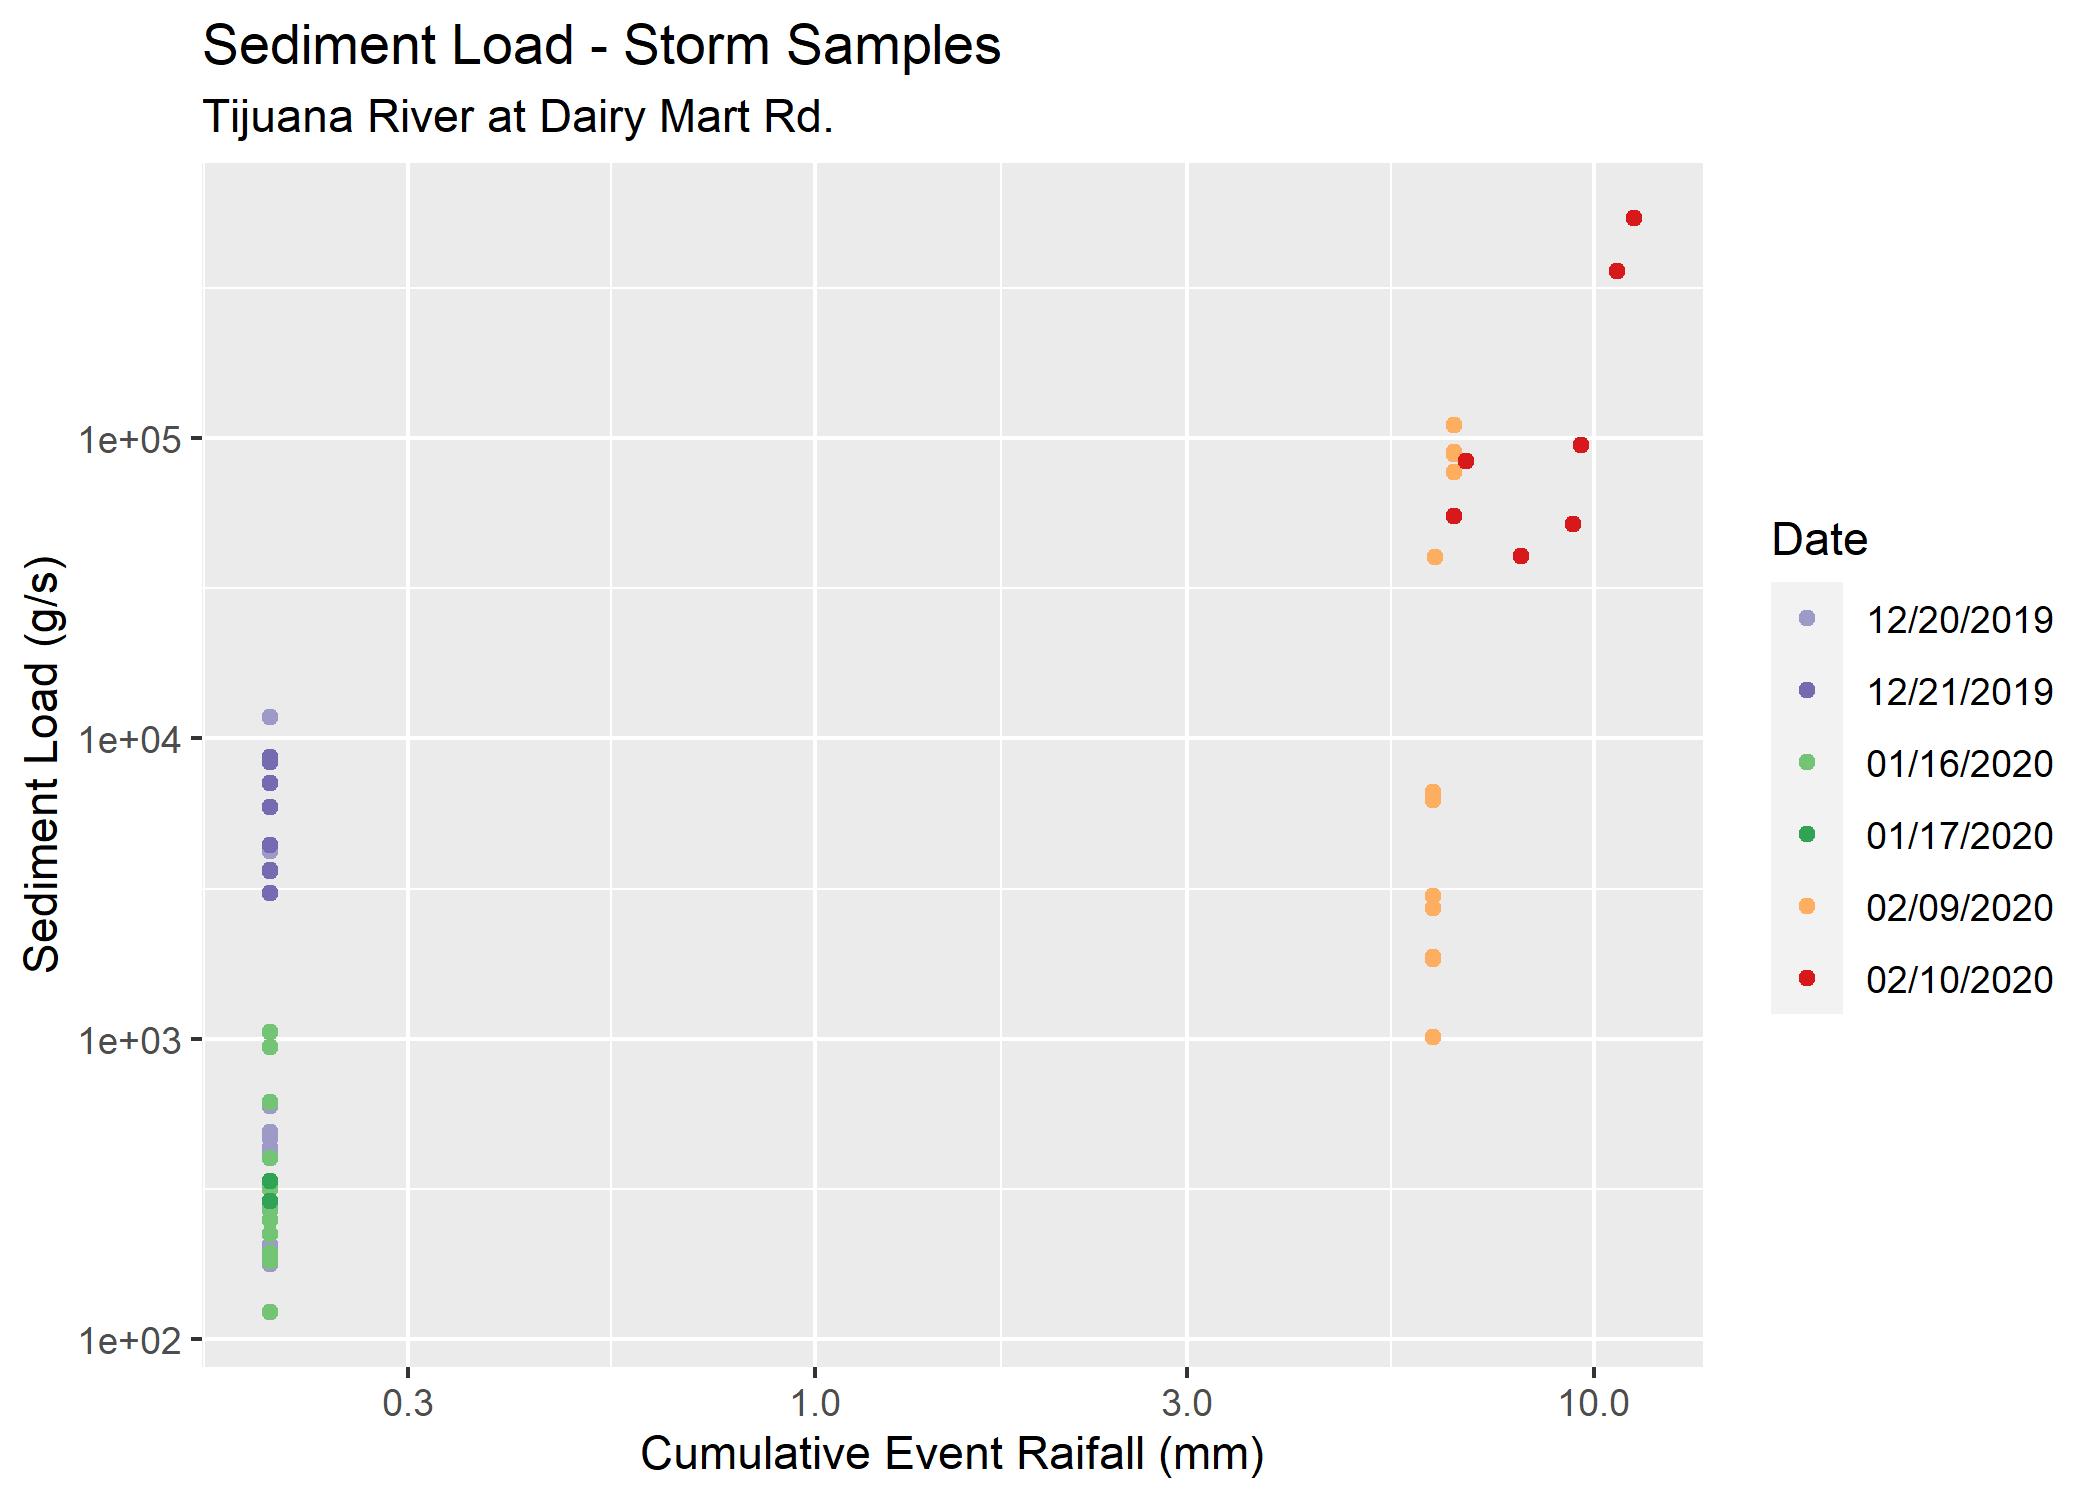 Sediment Load - Storm Samples
Tijuana River at Dairy Mart Rd.
Sediment Load (g/s)
1e+05
1e+04
1e+03
1e+02
0.3 1.0 3.0 10.0
Cumulative Event Raifall (mm)
Date
12/20/2019
12/21/2019
01/16/2020
01/17/2020
02/09/2020
02/10/2020